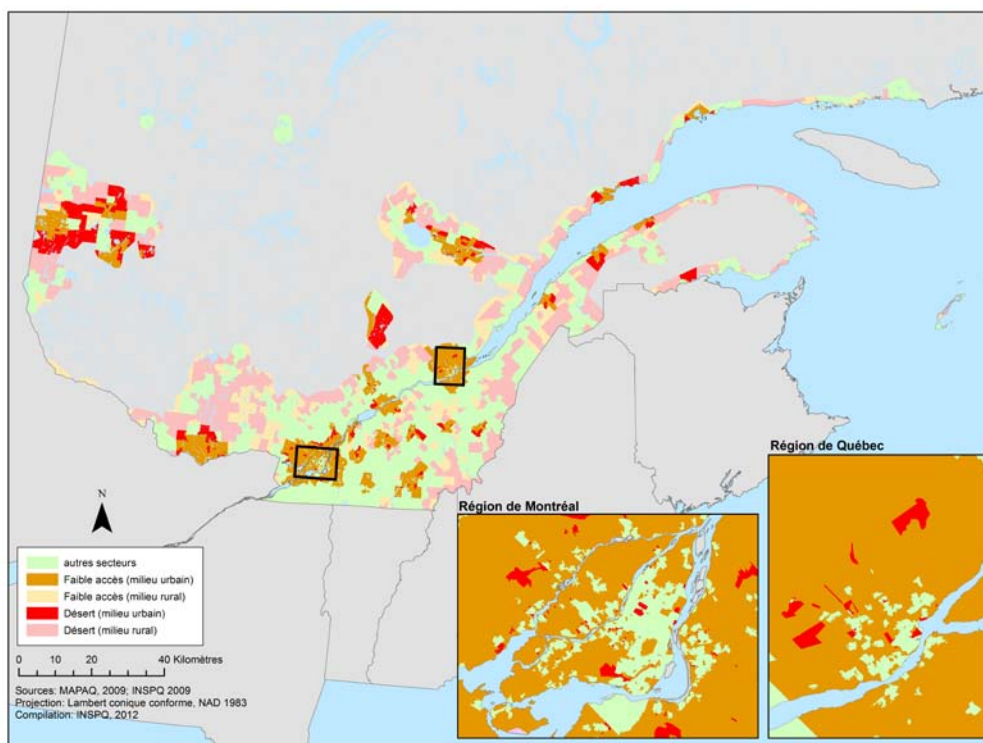 Région de Québec
Région de Montréal
N
autres secteurs
Faible accès (milieu urbain)
Faible accès (milieu rural)
Désert (milieu urbain)
Désert (milieu rural)
0 10 20 40 Kilomètres
Sources: MAPAQ, 2009; INSPQ 2009
Projection: Lambert conique conforme, NAD 1983
Compilation: INSPQ, 2012